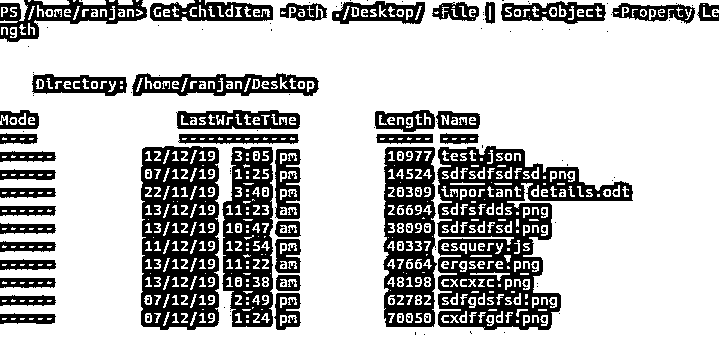 PS /home/ranjan> Get-ChildItem -Path ./Desktop/ -File | Sort-Object -Property Le
ngth
Directory: /home/ranjan/Desktop
Mode LastWriteTime Length Name
---- ------------- ------ ----
------ 12/12/19 3:05 pm 10977 test.json
------ 07/12/19 1:25 pm 14524 sdfsdfsdfsd.png
------ 22/11/19 3:40 pm 20309 important details.odt
------ 13/12/19 11:23 am 26694 sdfsfdds.png
------ 13/12/19 10:47 am 38090 sdfsdfsd.png
------ 11/12/19 12:54 pm 40337 esquery.js
------ 13/12/19 11:22 am 47664 ergsere.png
------ 13/12/19 10:38 am 48198 cxcxzc.png
------ 07/12/19 2:49 pm 62782 sdfgdsfsd.png
------ 07/12/19 1:24 pm 70050 cxdffgdf.png